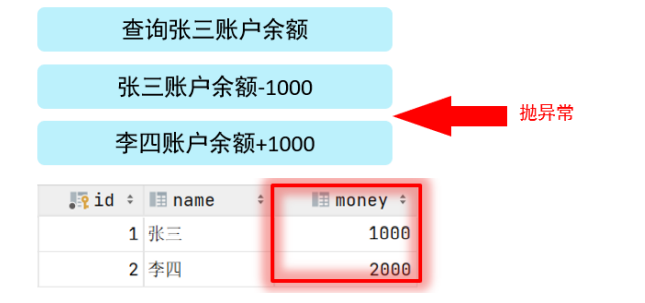 查询张三账户余额
张三账户余额-1000
抛异常
李四账户余额+1000
id name money
1 张三 1000
2 李四 2000